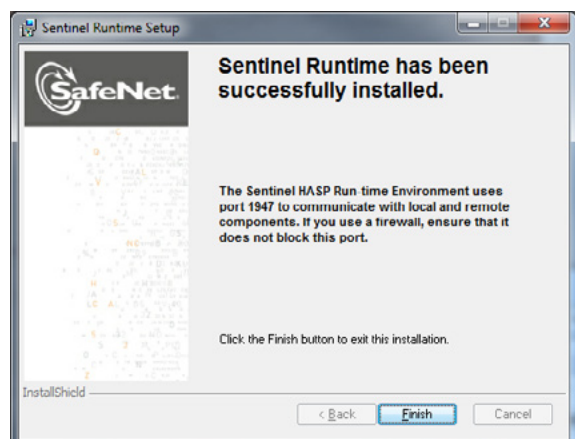 Sentinel Runtime Setup
SafeNet.
Sentinel Runtime has been
successfully installed.
The Sentinel HASP Run-time Environment uses
port 1947 to communicate with local and remote
components. If you use a firewall, ensure that it
does not block this port.
Click the Finish button to exit this installation.
InstallShield
< Back
Finish
Cancel